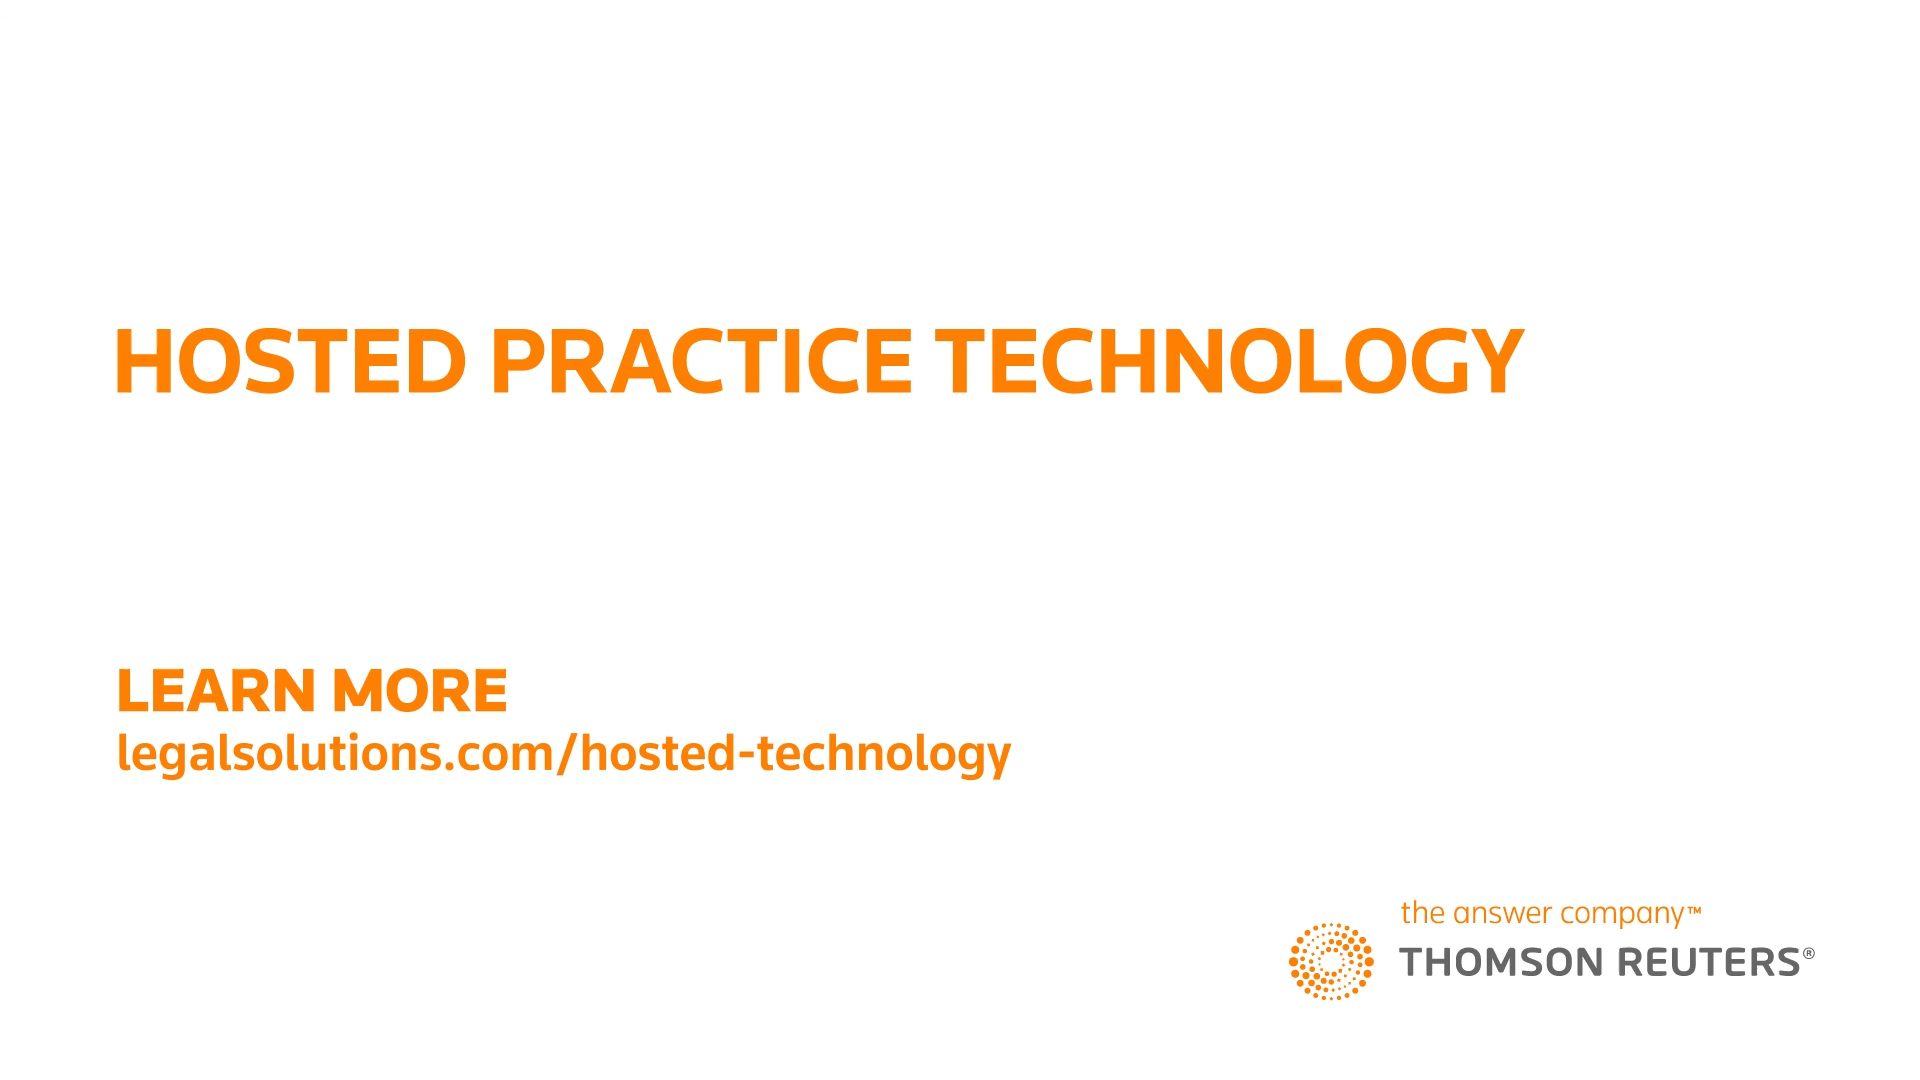 HOSTED PRACTICE TECHNOLOGY
LEARN MORE
legalsolutions.com/hosted-technology
the answer company™
THOMSON REUTERS®